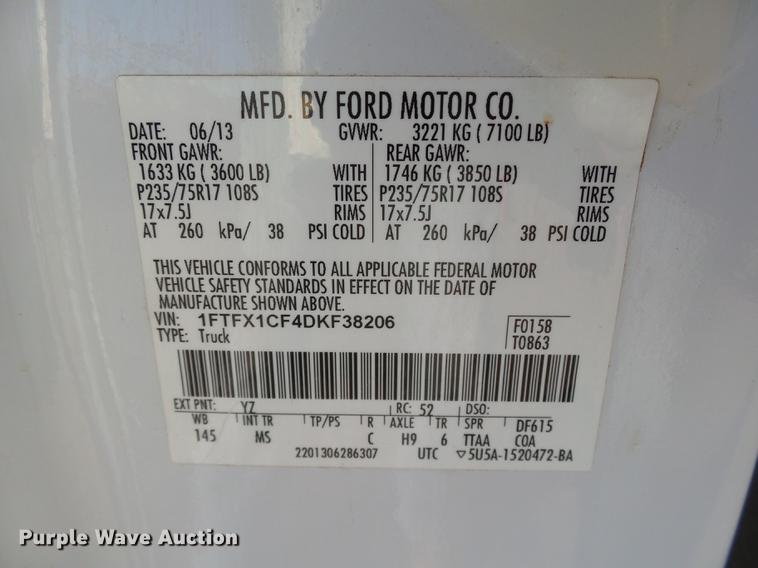 MFD. BY FORD MOTOR CO.
DATE: 06/13 GVWR: 3221 KG ( 7100 LB)
FRONT GAWR: REAR GAWR:
1633 KG ( 3600 LB) WITH 1746 KG ( 3850 LB) WITH
P235/75R17 108S TIRES P235/75R17 108S TIRES
17x7.5J RIMS 17x7.5J RIMS
AT 260 kPa/ 38 PSI COLD AT 260 kPa/ 38 PSI COLD
THIS VEHICLE CONFORMS TO ALL APPLICABLE FEDERAL MOTOR
VEHICLE SAFETY STANDARDS IN EFFECT ON THE DATE OF
MANUFACTURE SHOWN ABOVE.
VIN: 1FTFX1CF4DKF38206 F0158
TYPE: Truck T0863
EXT PNT: YZ RC: 52 DSO:
WB INT TR TP/PS R AXLE TR SPR DF615
145 MS C H9 6 TTAA COA
2201306286307 UTC ▽5U5A-1520472-BA
Purple Wave Auction